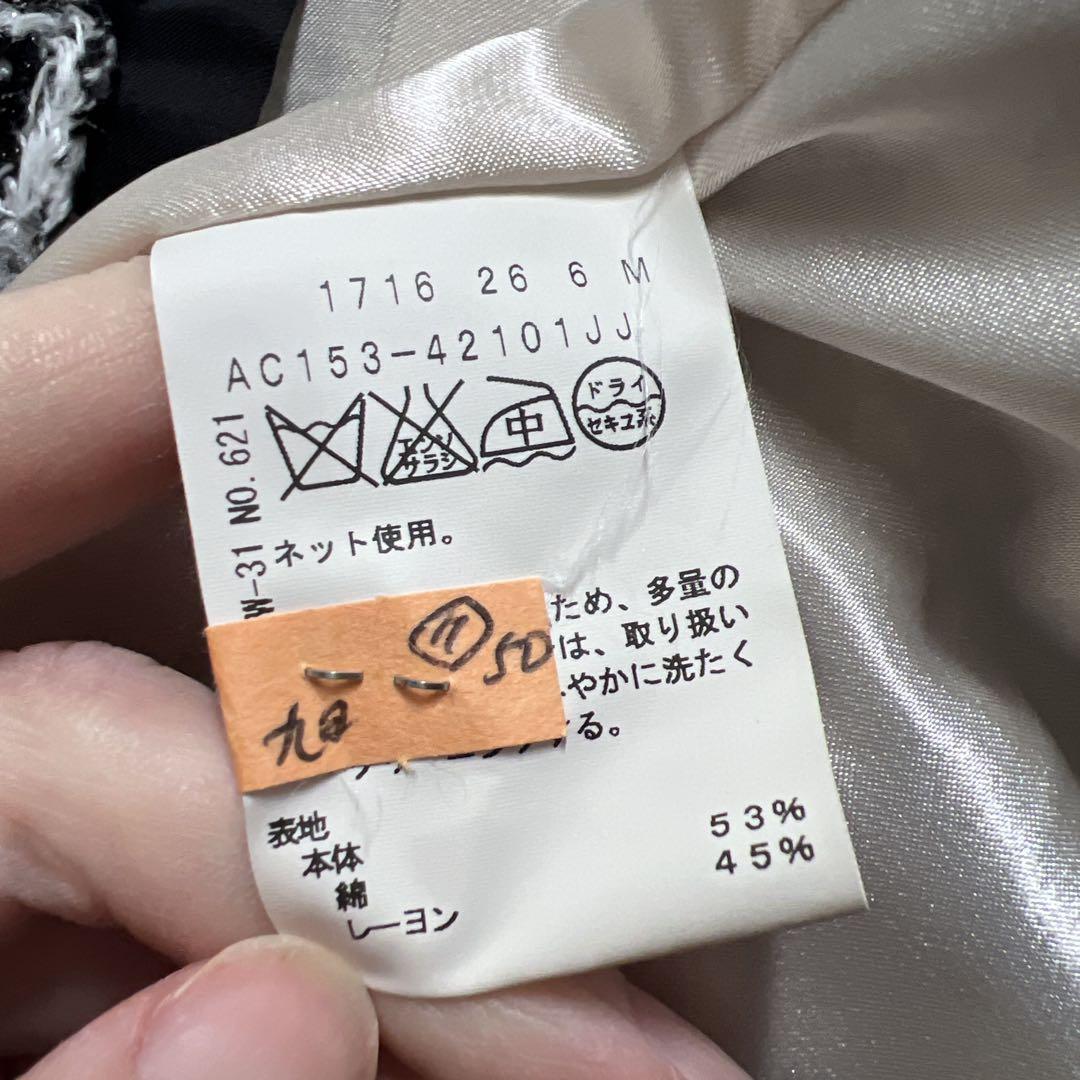 1716 26 6 M
AC153-42101JJ
W-31 NO.621
エンソ
サラシ
中
ドライ
セキユ系
ネット使用。
ため、多量の
は、取り扱い
やかに洗たく
る。
11
50
表地
本体
綿 53%
レーヨン 45%